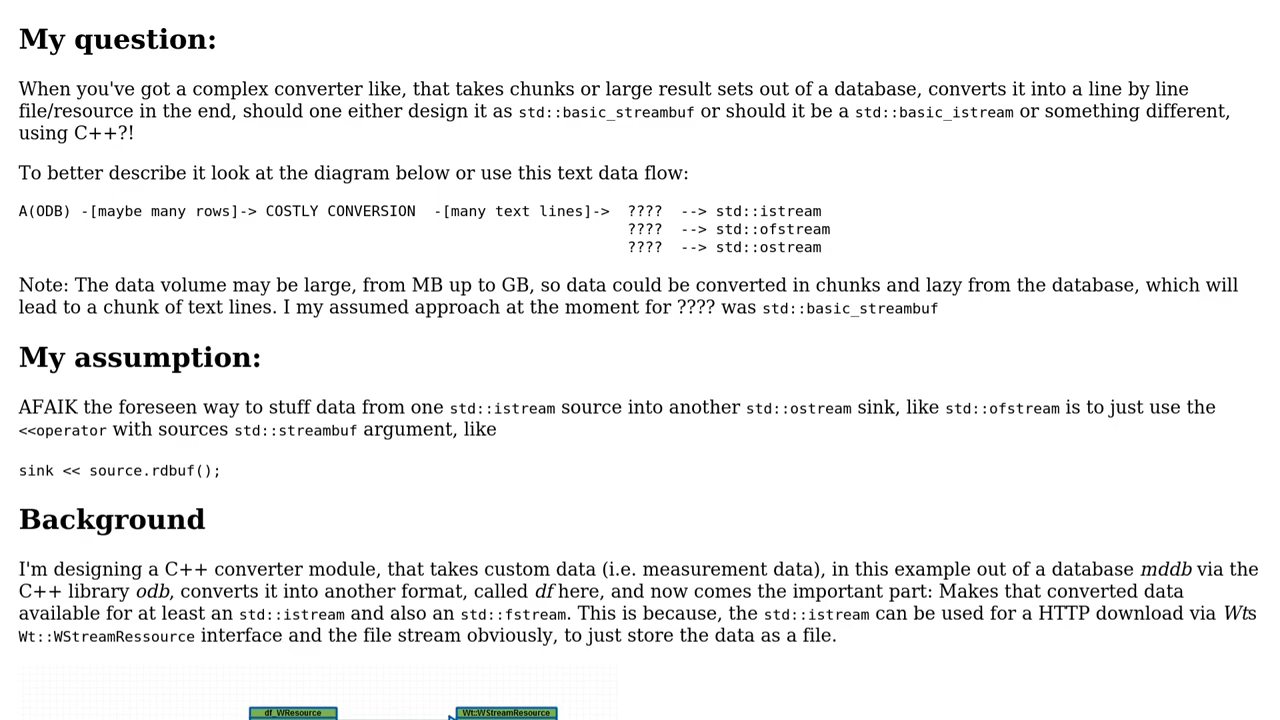 My question:
When you've got a complex converter like, that takes chunks or large result sets out of a database, converts it into a line by line
file/resource in the end, should one either design it as std::basic_streambuf or should it be a std::basic_istream or something different,
using C++?!
To better describe it look at the diagram below or use this text data flow:
A(ODB) -[maybe many rows]-> COSTLY CONVERSION  -[many text lines]->  ????  --> std::istream
????  --> std::ofstream
????  --> std::ostream
Note: The data volume may be large, from MB up to GB, so data could be converted in chunks and lazy from the database, which will
lead to a chunk of text lines. I my assumed approach at the moment for ???? was std::basic_streambuf
My assumption:
AFAIK the foreseen way to stuff data from one std::istream source into another std::ostream sink, like std::ofstream is to just use the
<<operator with sources std::streambuf argument, like
sink << source.rdbuf();
Background
I'm designing a C++ converter module, that takes custom data (i.e. measurement data), in this example out of a database mddb via the
C++ library odb, converts it into another format, called df here, and now comes the important part: Makes that converted data
available for at least an std::istream and also an std::fstream. This is because, the std::istream can be used for a HTTP download via Wts
Wt::WStreamRessource interface and the file stream obviously, to just store the data as a file.
df_WResource Wt::WStreamResource